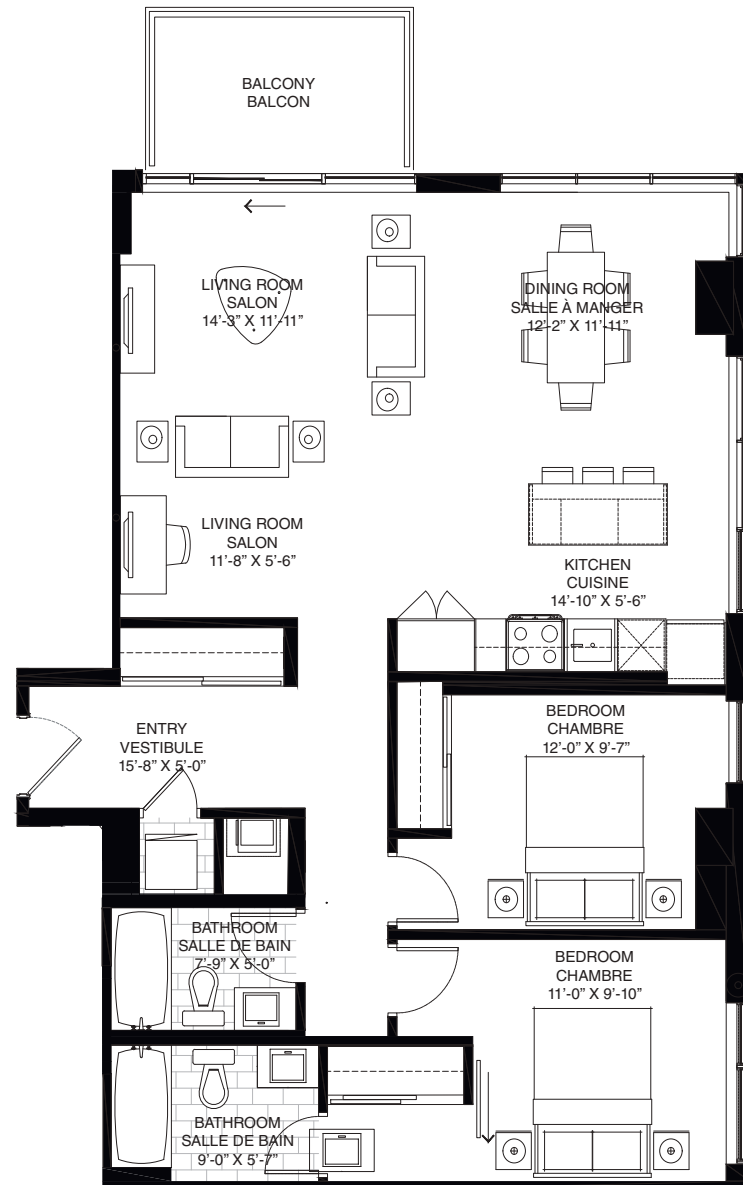 BALCONY
BALCON
LIVING ROOM
SALON
14'-3” X 11'-11”
DINING ROOM
SALLE À MANGER
12'-2” X 11'-11”
LIVING ROOM
SALON
11'-8” X 5'-6”
KITCHEN
CUISINE
14'-10” X 5'-6”
ENTRY
VESTIBULE
15'-8” X 5'-0”
BEDROOM
CHAMBRE
12'-0” X 9'-7”
BATHROOM
SALLE DE BAIN
7'-9” X 5'-0”
BEDROOM
CHAMBRE
11'-0” X 9'-10”
BATHROOM
SALLE DE BAIN
9'-0” X 5'-7”